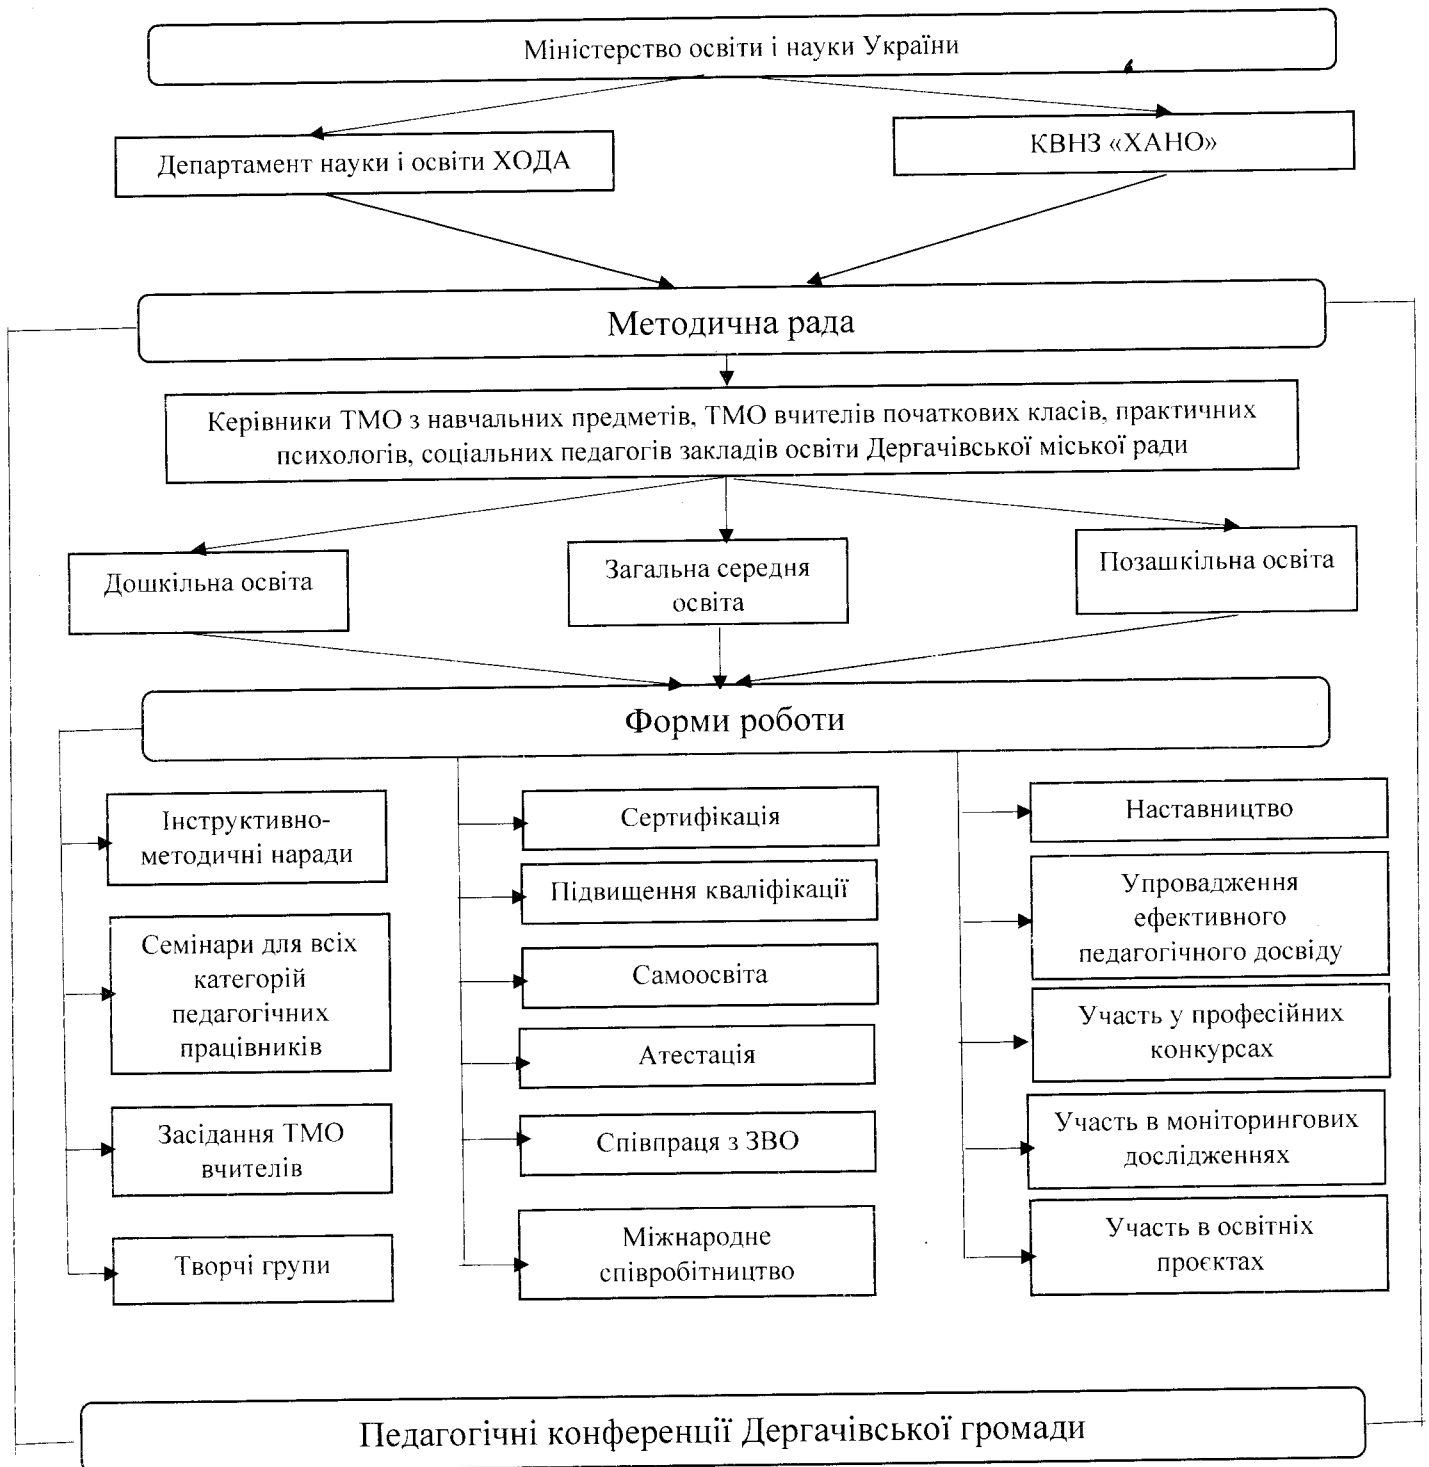 Міністерство освіти і науки України
Департамент науки і освіти ХОДА
КВНЗ «ХАНО»
Методична рада
Керівники ТМО з навчальних предметів, ТМО вчителів початкових класів, практичних
психологів, соціальних педагогів закладів освіти Дергачівської міської ради
Дошкільна освіта
Загальна середня
освіта
Позашкільна освіта
Форми роботи
Інструктивно-
методичні наради
Семінари для всіх
категорій
педагогічних
працівників
Засідання ТМО
вчителів
Творчі групи
Сертифікація
Підвищення кваліфікації
Самоосвіта
Атестація
Співпраця з ЗВО
Міжнародне
співробітництво
Наставництво
Упровадження
ефективного
педагогічного досвіду
Участь у професійних
конкурсах
Участь в моніторингових
дослідженнях
Участь в освітніх
проєктах
Педагогічні конференції Дергачівської громади